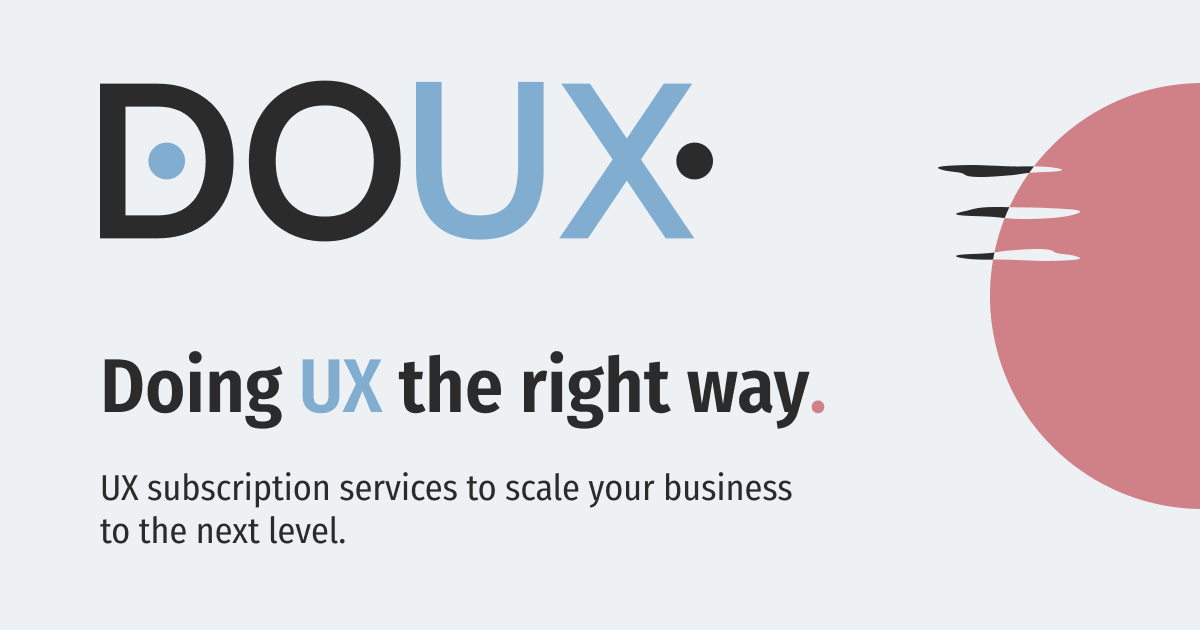 DOUX
Doing UX the right way.
UX subscription services to scale your business
to the next level.